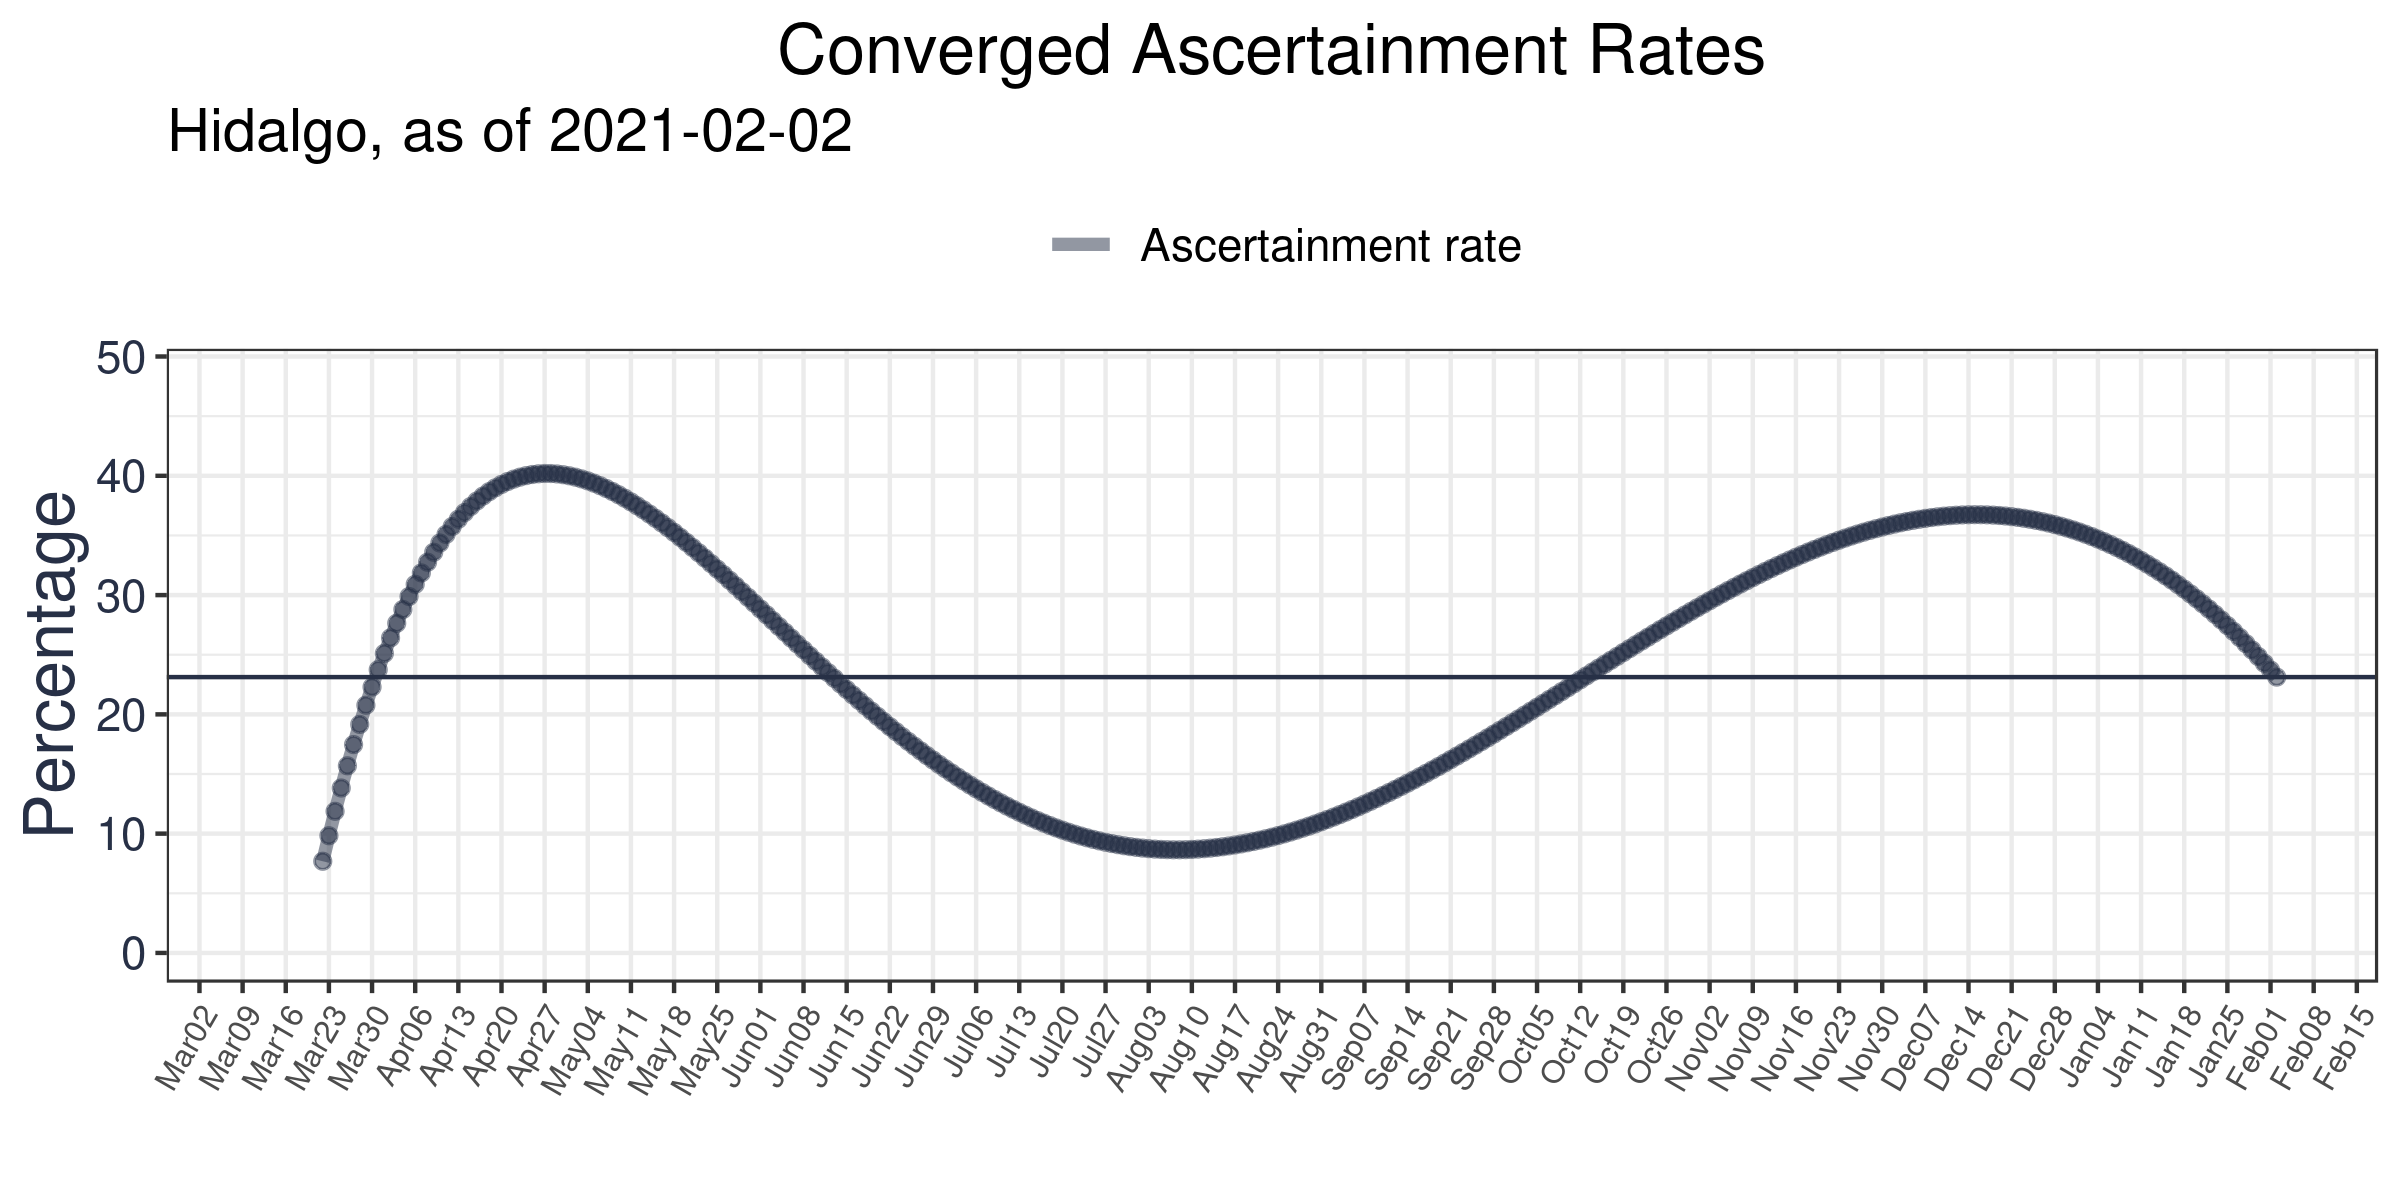 Converged Ascertainment Rates
Hidalgo, as of 2021-02-02
Ascertainment rate
Percentage
50
40
30
20
10
0
Mar02 Mar09 Mar16 Mar23 Mar30 Apr06 Apr13 Apr20 Apr27 May04 May11 May18 May25 Jun01 Jun08 Jun15 Jun22 Jun29 Jul06 Jul13 Jul20 Jul27 Aug03 Aug10 Aug17 Aug24 Aug31 Sep07 Sep14 Sep21 Sep28 Oct05 Oct12 Oct19 Oct26 Nov02 Nov09 Nov16 Nov23 Nov30 Dec07 Dec14 Dec21 Dec28 Jan04 Jan11 Jan18 Jan25 Feb01 Feb08 Feb15